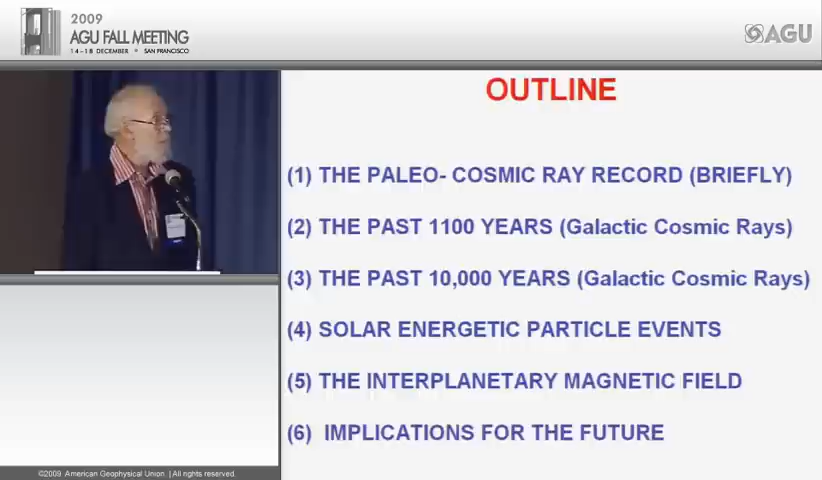 2009
AGU FALL MEETING
14 - 18 DECEMBER • SAN FRANCISCO
AGU
OUTLINE
(1) THE PALEO- COSMIC RAY RECORD (BRIEFLY)
(2) THE PAST 1100 YEARS (Galactic Cosmic Rays)
(3) THE PAST 10,000 YEARS (Galactic Cosmic Rays)
(4) SOLAR ENERGETIC PARTICLE EVENTS
(5) THE INTERPLANETARY MAGNETIC FIELD
(6) IMPLICATIONS FOR THE FUTURE
©2009 American Geophysical Union | All rights reserved.